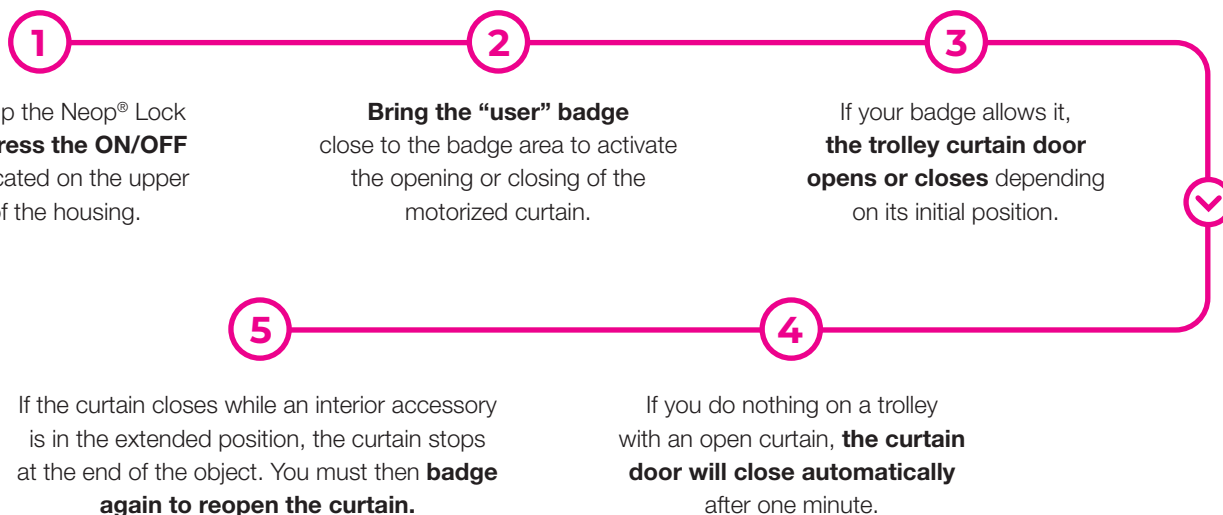 1
2
3
p the Neop® Lock
ress the ON/OFF
cated on the upper
f the housing.
Bring the “user” badge
close to the badge area to activate
the opening or closing of the
motorized curtain.
If your badge allows it,
the trolley curtain door
opens or closes depending
on its initial position.
5
4
If the curtain closes while an interior accessory
is in the extended position, the curtain stops
at the end of the object. You must then badge
again to reopen the curtain.
If you do nothing on a trolley
with an open curtain, the curtain
door will close automatically
after one minute.